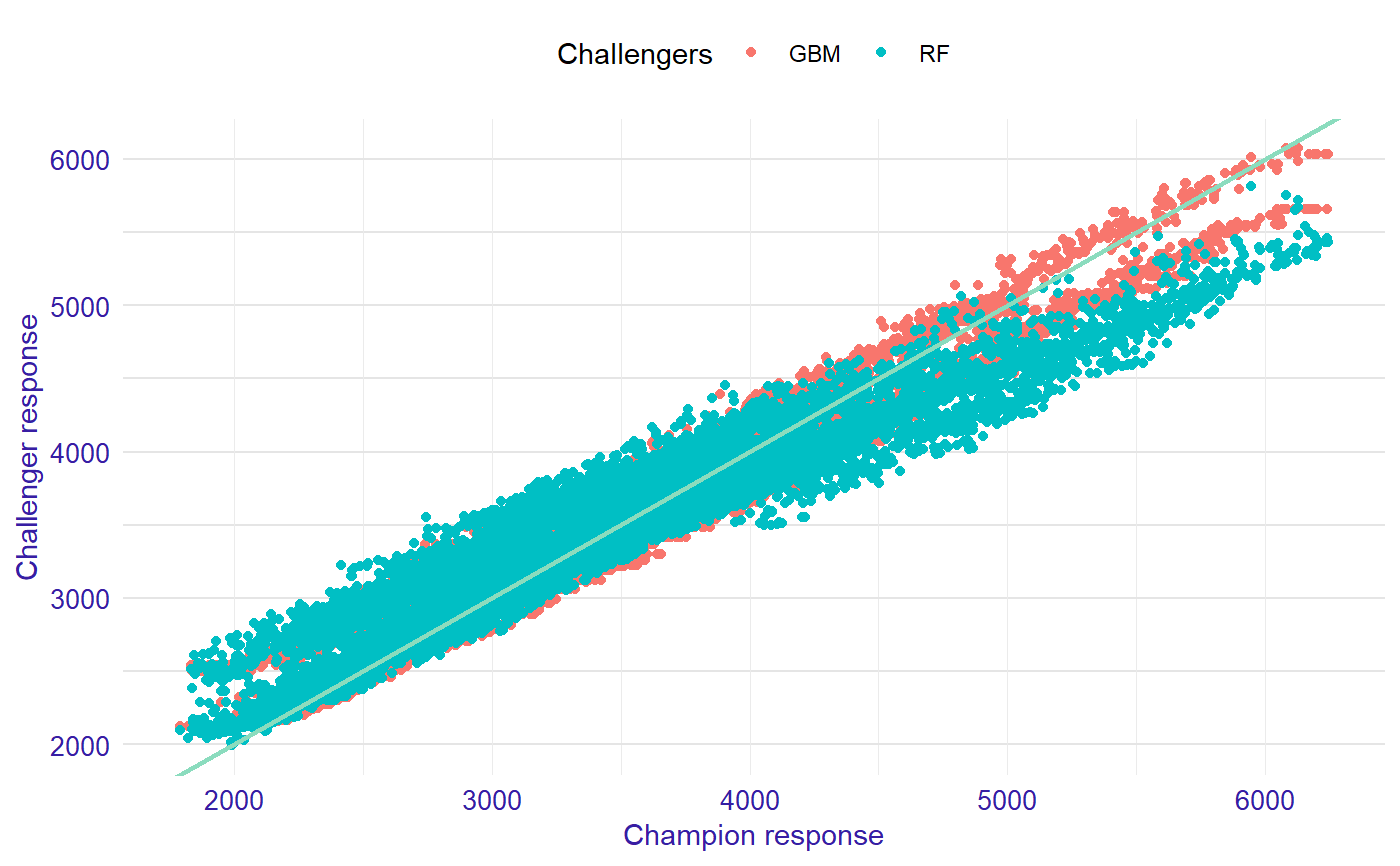 Challengers GBM RF
6000
5000
4000
3000
2000
Challenger response
2000 3000 4000 5000 6000
Champion response